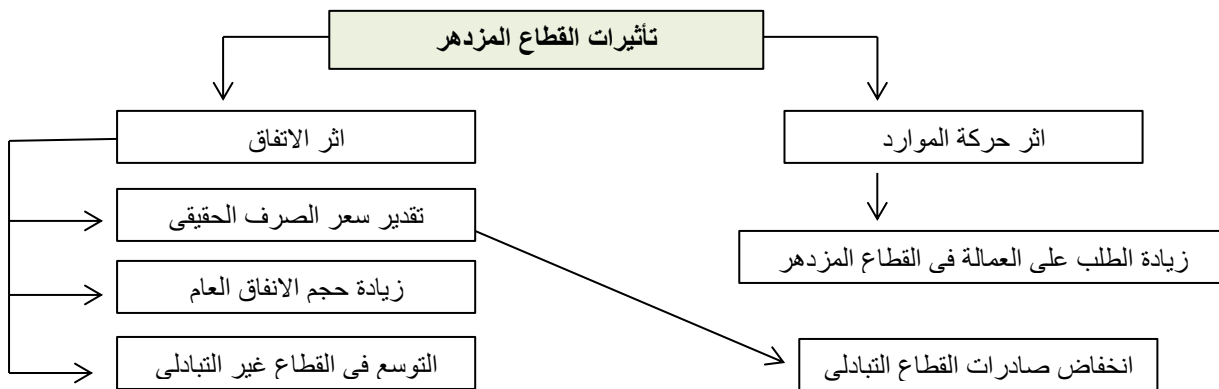 تأثيرات القطاع المزدهر
اثر حركة الموارد
اثر الاتفاق
تقدير سعر الصرف الحقيقى
زيادة الطلب على العمالة فى القطاع المزدهر
زيادة حجم الانفاق العام
التوسع فى القطاع غير التبادلى
انخفاض صادرات القطاع التبادلى